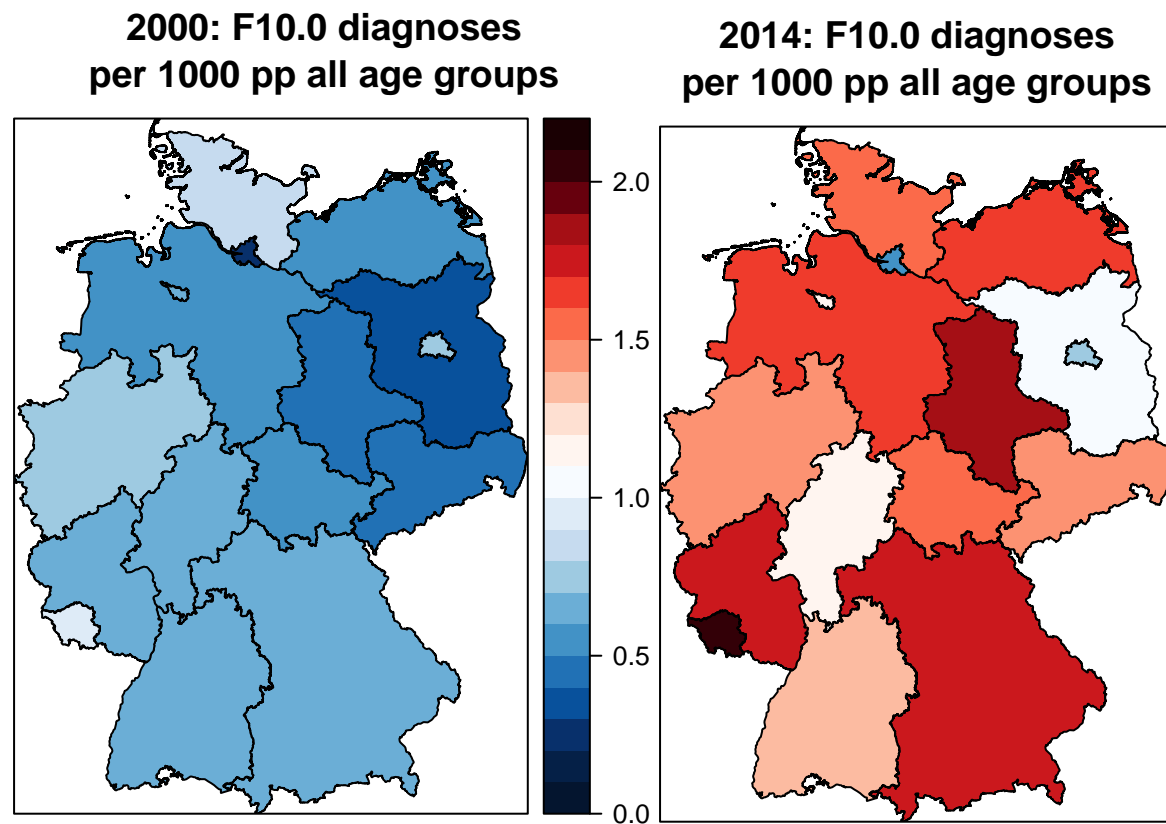 2000: F10.0 diagnoses
per 1000 pp all age groups
2014: F10.0 diagnoses
per 1000 pp all age groups
2.0
1.5
1.0
0.5
0.0